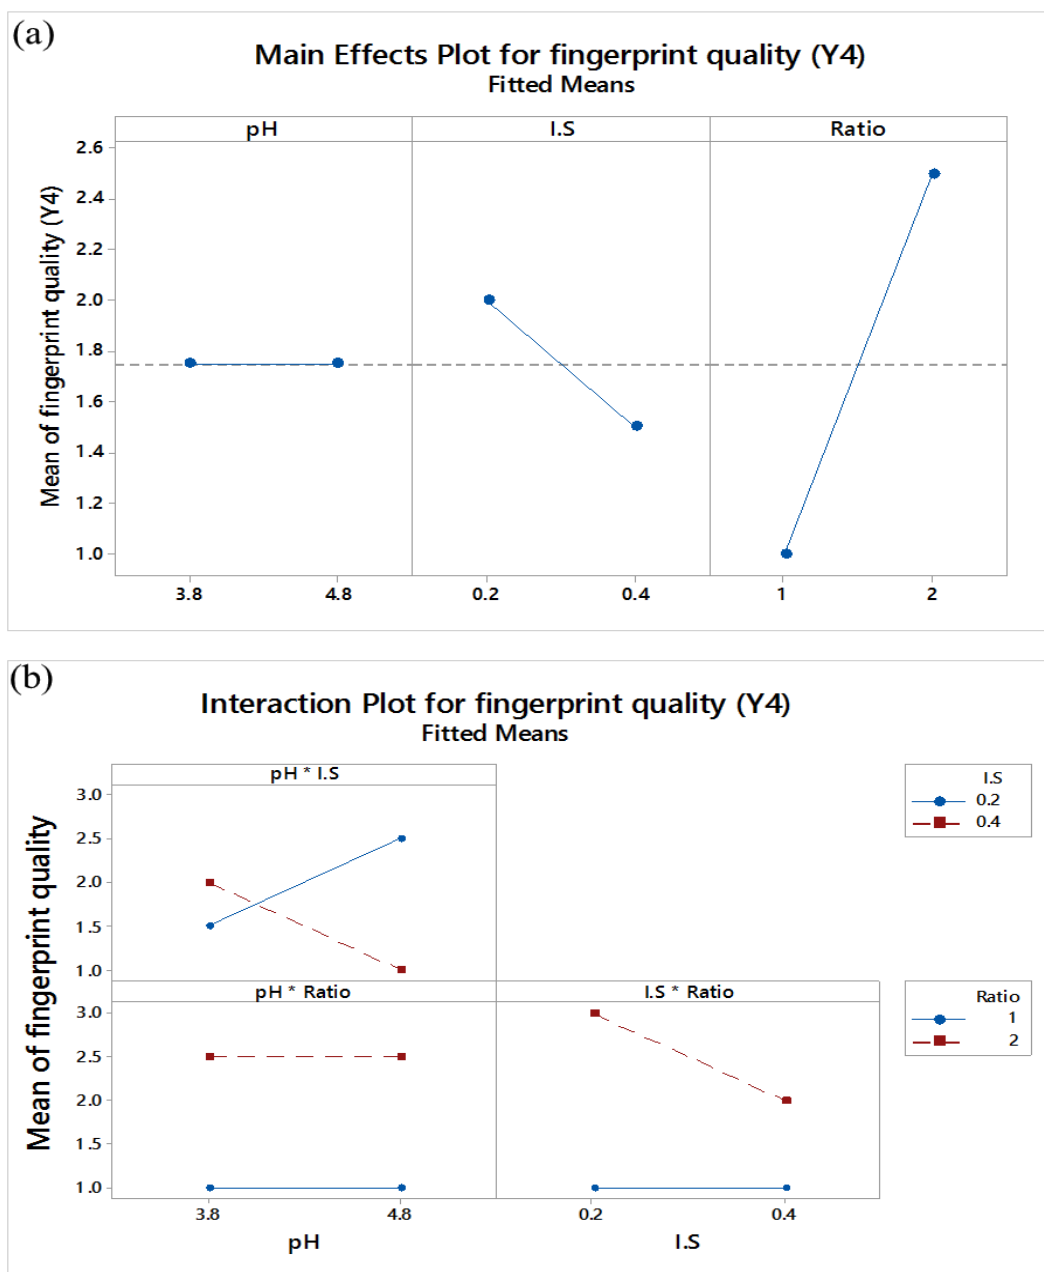 (a)
Main Effects Plot for fingerprint quality (Y4)
Fitted Means
pH I.S Ratio
Mean of fingerprint quality (Y4)
2.6
2.4
2.2
2.0
1.8
1.6
1.4
1.2
1.0
3.8 4.8 0.2 0.4 1 2
(b)
Interaction Plot for fingerprint quality (Y4)
Fitted Means
Mean of fingerprint quality
pH * I.S
3.0
2.5
2.0
1.5
1.0
I.S
0.2
0.4
pH * Ratio I.S * Ratio
3.0
2.5
2.0
1.5
1.0
Ratio
1
2
3.8 4.8 0.2 0.4
pH I.S